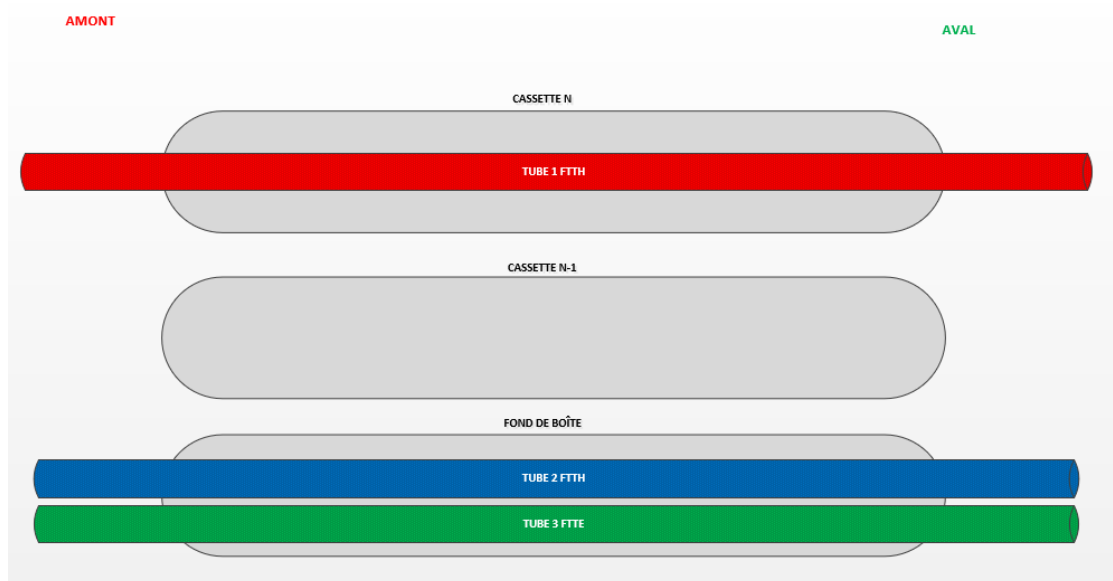 AMONT
AVAL
CASSETTE N
TUBE 1 FTTH
CASSETTE N-1
FOND DE BOÎTE
TUBE 2 FTTH
TUBE 3 FTTE